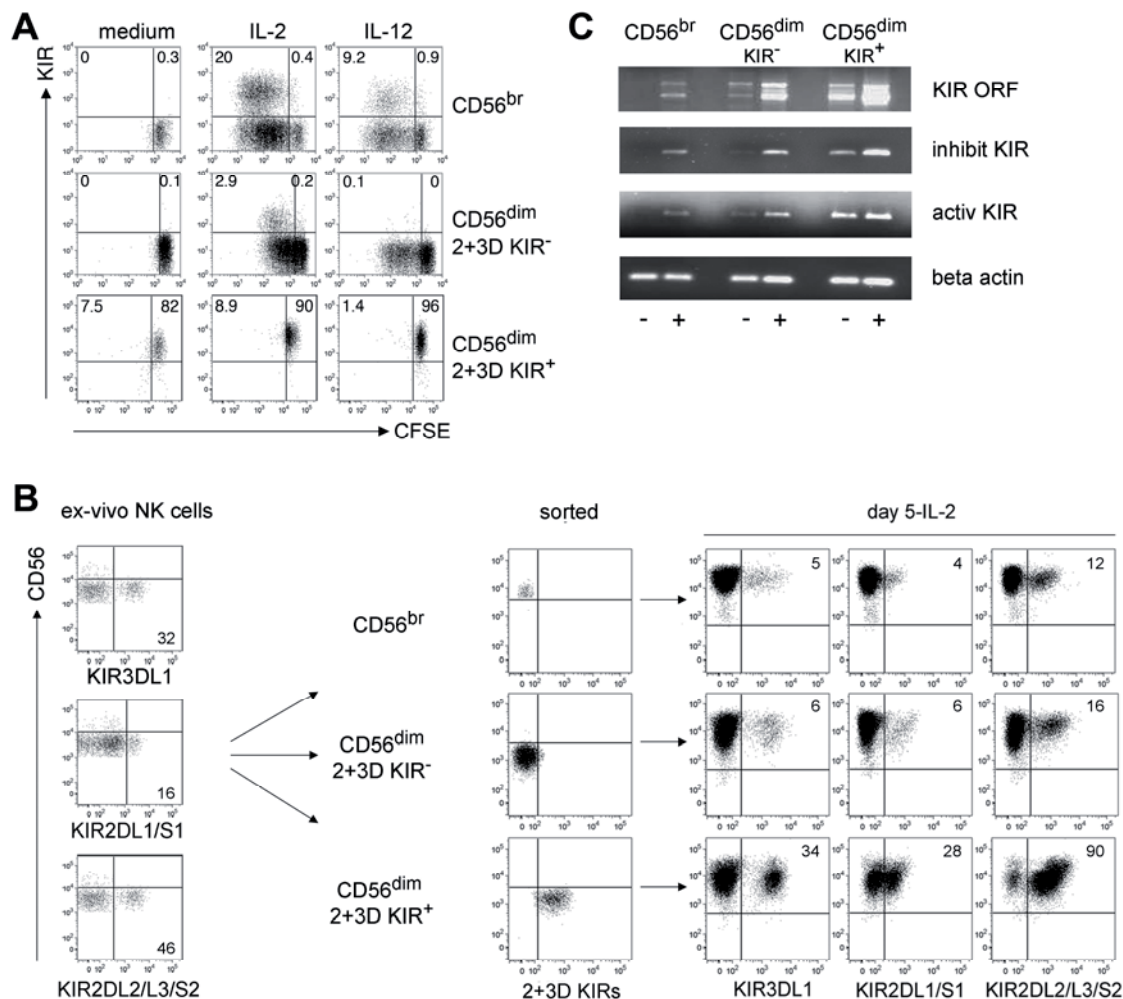 A
medium IL-2 IL-12
KIR
0 0.3 20 0.4 9.2 0.9
CD56br
0 0.1 2.9 0.2 0.1 0
CD56dim
2+3D KIR-
7.5 82 8.9 90 1.4 96
CD56dim
2+3D KIR+
CFSE
C
CD56br CD56dim KIR- CD56dim KIR+
KIR ORF
inhibit KIR
activ KIR
beta actin
- + - + - +
B
ex-vivo NK cells sorted day 5-IL-2
CD56
32
KIR3DL1
16
KIR2DL1/S1
46
KIR2DL2/L3/S2
CD56br
CD56dim
2+3D KIR-
CD56dim
2+3D KIR+
5 4 12
6 6 16
34 28 90
2+3D KIRs KIR3DL1 KIR2DL1/S1 KIR2DL2/L3/S2